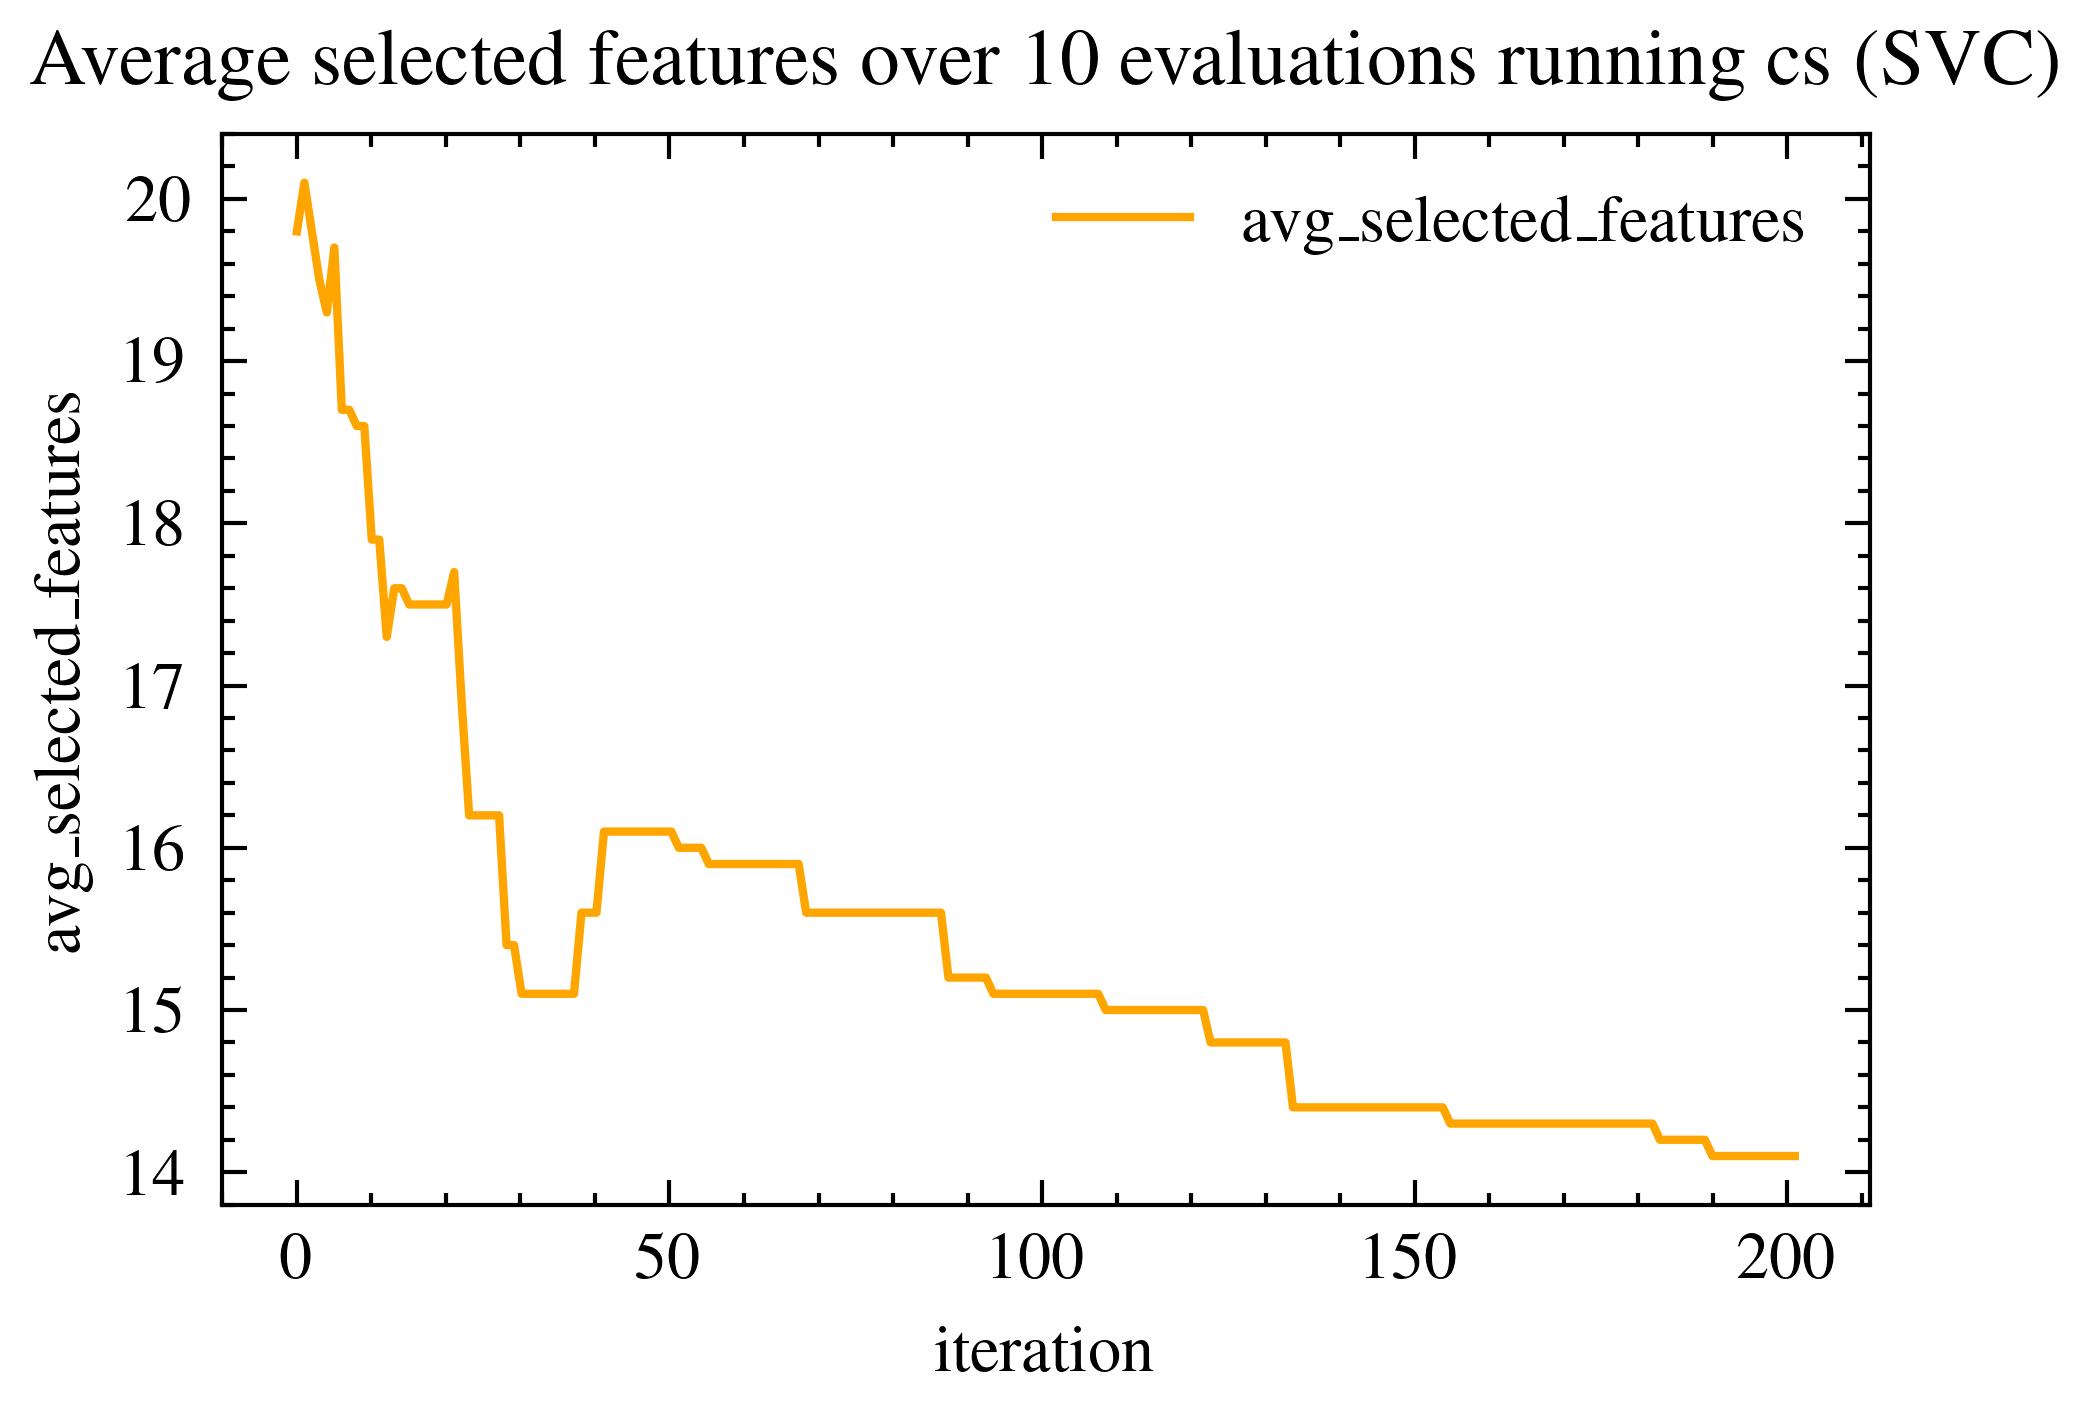 Average selected features over 10 evaluations running cs (SVC)
avg_selected_features
20
19
18
17
16
15
14
avg_selected_features
0 50 100 150 200
iteration